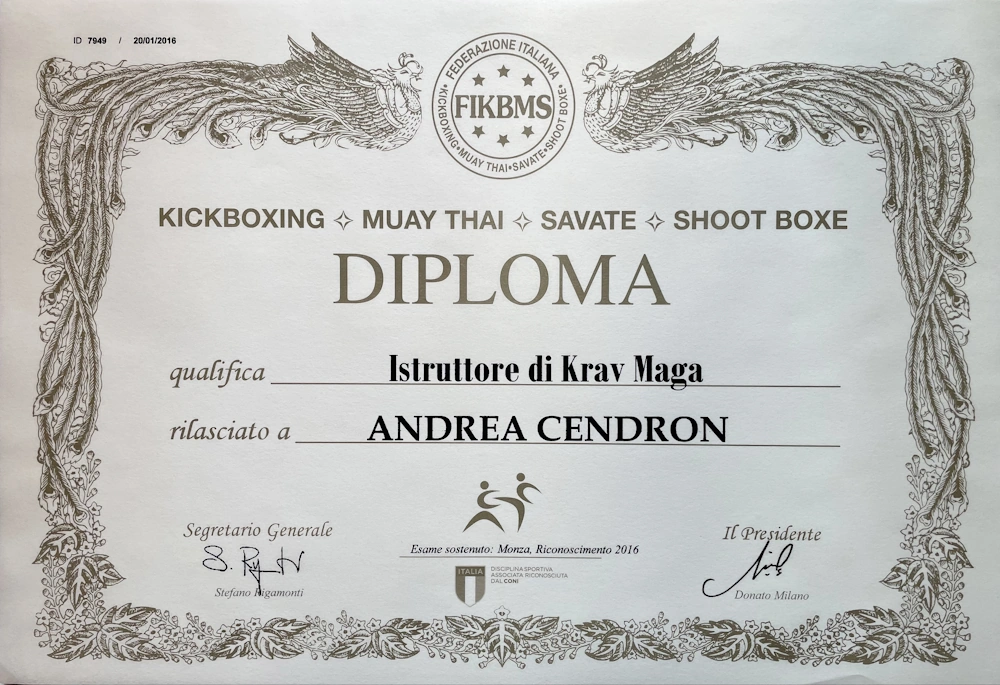 ID 7949 / 20/01/2016
FEDERAZIONE ITALIANA
FIKBMS
•KICKBOXING•MUAY THAI•SAVATE•SHOOT BOXE•
KICKBOXING ✧ MUAY THAI ✧ SAVATE ✧ SHOOT BOXE
DIPLOMA
qualifica Istruttore di Krav Maga
rilasciato a ANDREA CENDRON
Segretario Generale
Il Presidente
Esame sostenuto: Monza, Riconoscimento 2016
Stefano Rigamonti
Donato Milano
ITALIA
DISCIPLINA SPORTIVA
ASSOCIATA RICONOSCIUTA
DAL CONI